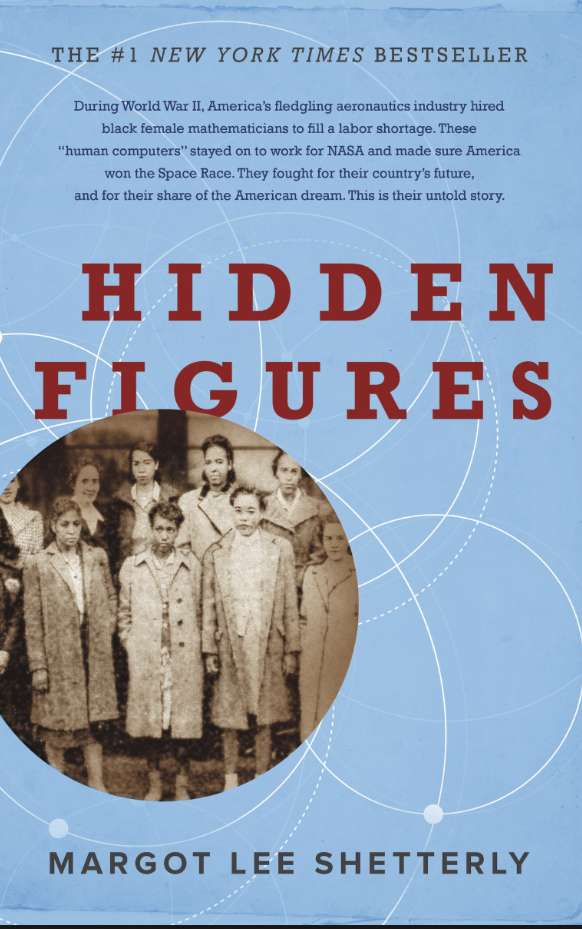 THE #1 NEW YORK TIMES BESTSELLER
During World War II, America’s fledgling aeronautics industry hired
black female mathematicians to fill a labor shortage. These
“human computers” stayed on to work for NASA and made sure America
won the Space Race. They fought for their country’s future,
and for their share of the American dream. This is their untold story.
HIDDEN
FIGURES
MARGOT LEE SHETTERLY